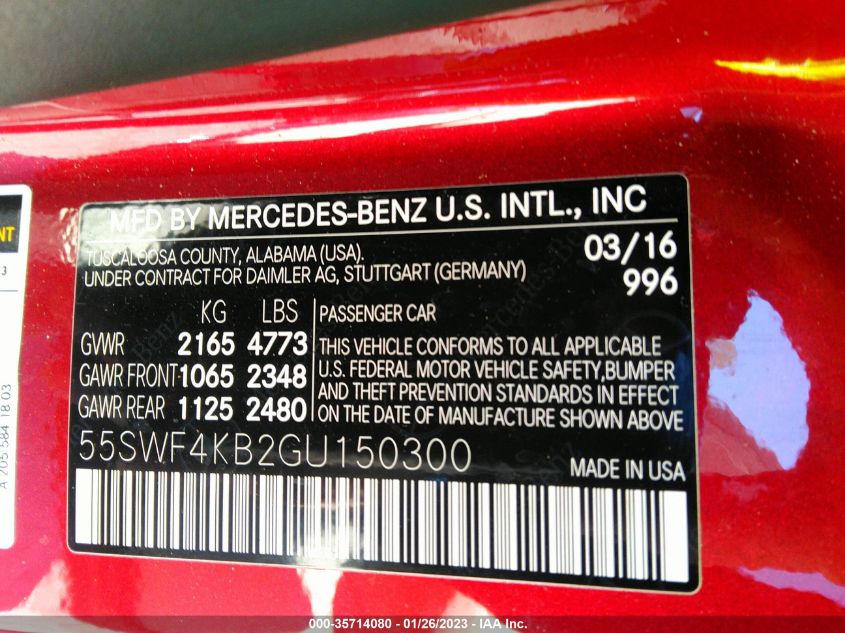 MFD BY MERCEDES-BENZ U.S. INTL., INC
TUSCALOOSA COUNTY, ALABAMA (USA).
UNDER CONTRACT FOR DAIMLER AG, STUTTGART (GERMANY)
03/16
996
KG LBS
GVWR 2165 4773
GAWR FRONT 1065 2348
GAWR REAR 1125 2480
PASSENGER CAR
THIS VEHICLE CONFORMS TO ALL APPLICABLE
U.S. FEDERAL MOTOR VEHICLE SAFETY, BUMPER
AND THEFT PREVENTION STANDARDS IN EFFECT
ON THE DATE OF MANUFACTURE SHOWN ABOVE
55SWF4KB2GU150300
MADE IN USA
A 205 584 18 03
000-35714080 - 01/26/2023 - IAA Inc.